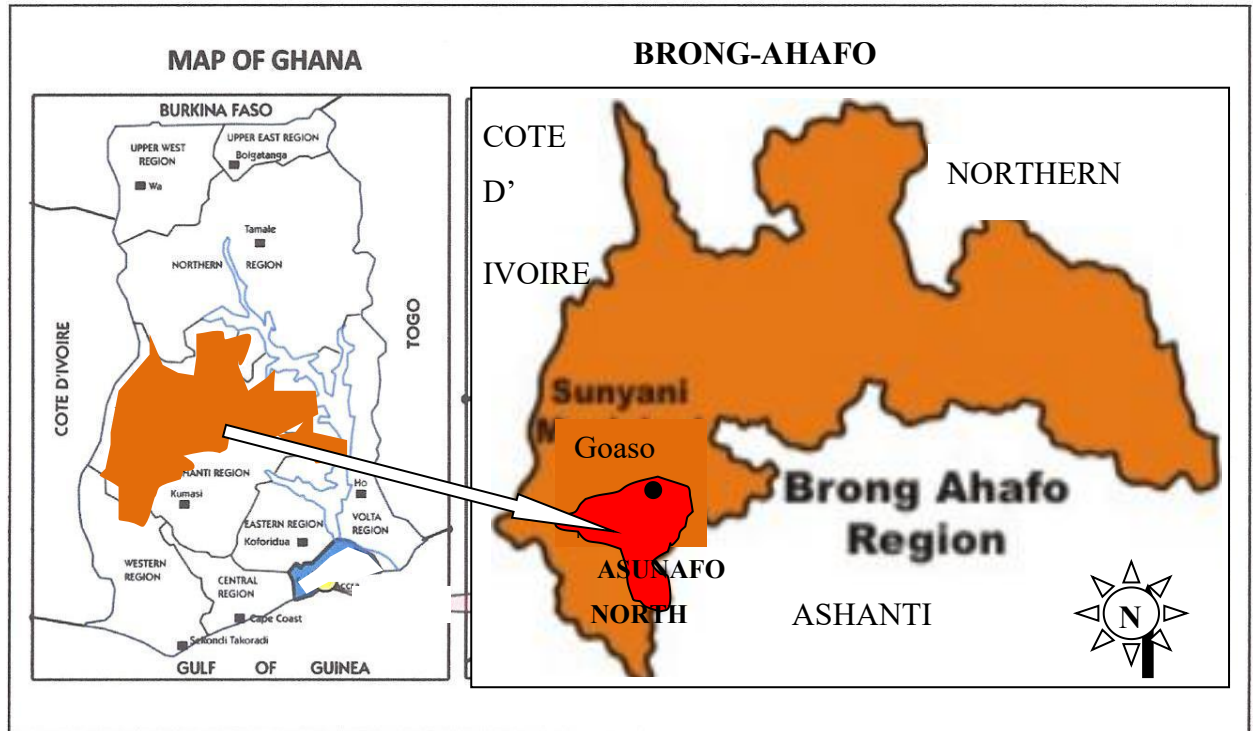 MAP OF GHANA
BURKINA FASO
UPPER WEST
REGION
Wa
UPPER EAST REGION
Bolgatanga
Tamale
NORTHERN REGION
COTE D'IVOIRE
TOGO
HANTI REGION
Kumasi
Ho
VOLTA
REGION
EASTERN REGION
Koforidua
WESTERN
REGION
CENTRAL
REGION
Cape Coast
Sekondi Takoradi
GULF OF GUINEA
BRONG-AHAFO
COTE
D'
IVOIRE
NORTHERN
Sunyani
Goaso
Brong Ahafo
Region
ASUNAFO
NORTH
ASHANTI
N